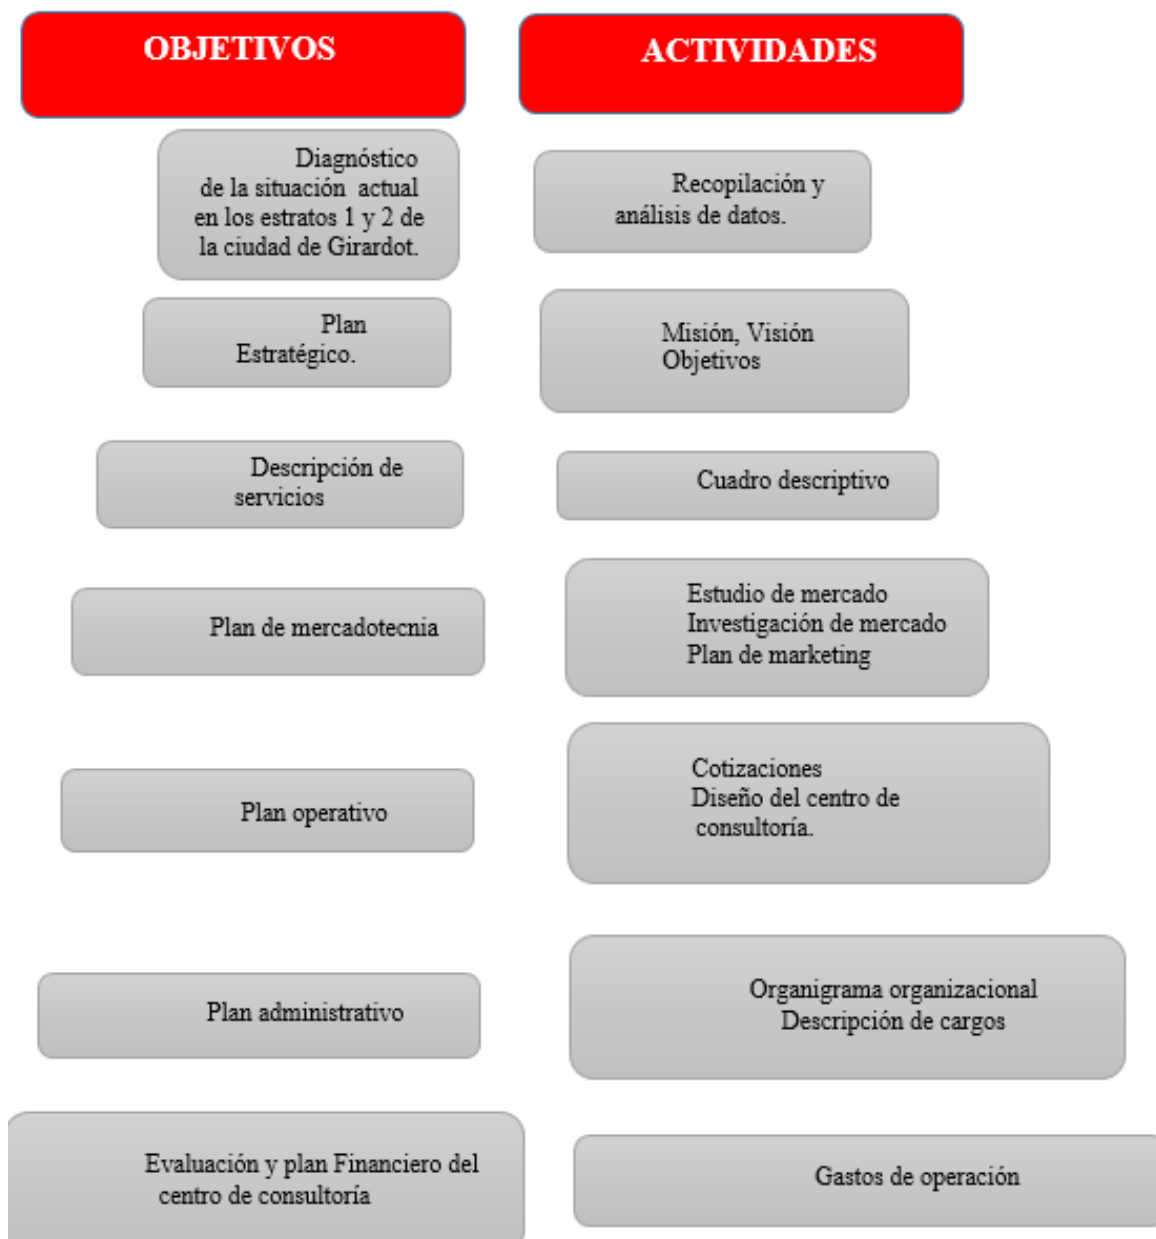 OBJETIVOS
ACTIVIDADES
Diagnóstico
de la situación actual
en los estratos 1 y 2 de
la ciudad de Girardot.
Recopilación y
análisis de datos.
Plan
Estratégico.
Misión, Visión
Objetivos
Descripción de
servicios
Cuadro descriptivo
Plan de mercadotecnia
Estudio de mercado
Investigación de mercado
Plan de marketing
Plan operativo
Cotizaciones
Diseño del centro de
consultoría.
Plan administrativo
Organigrama organizacional
Descripción de cargos
Evaluación y plan Financiero del
centro de consultoría
Gastos de operación